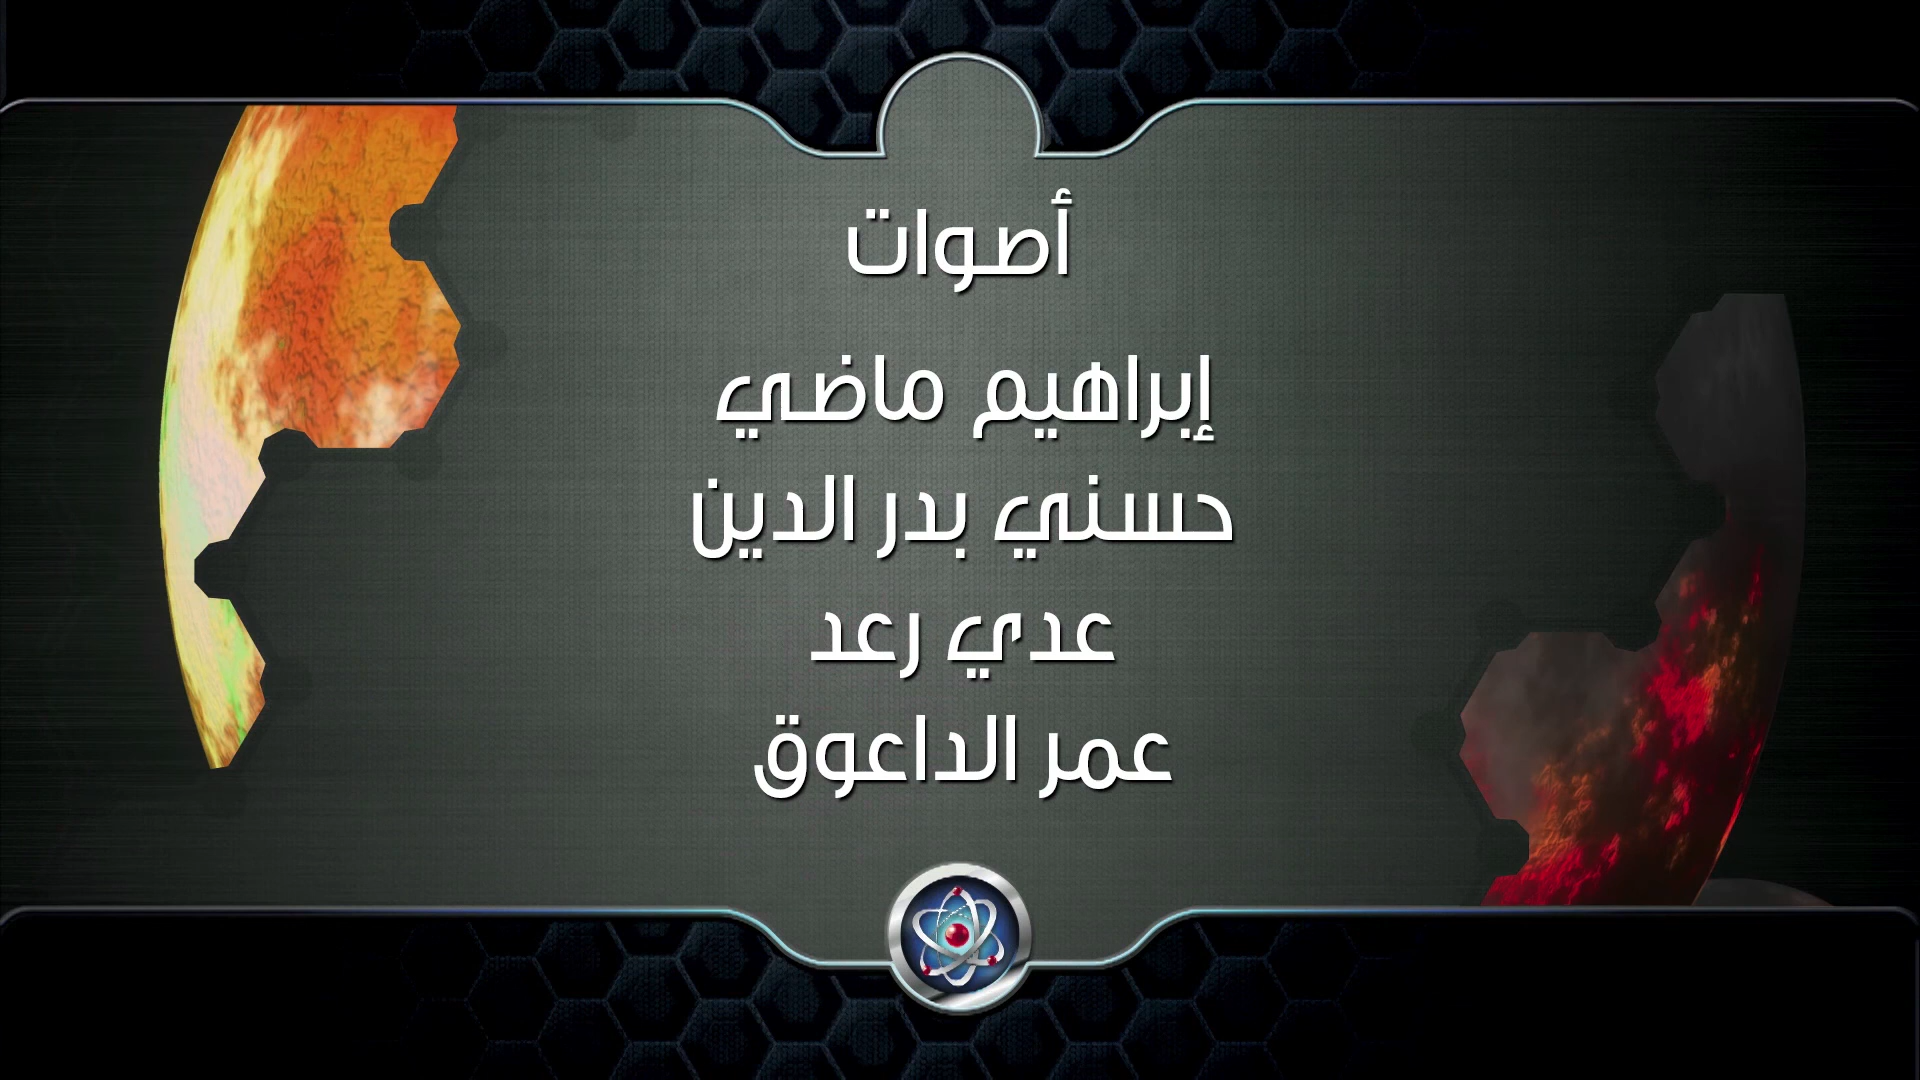 أصوات
إبراهيم ماضي
حسني بدر الدين
عدي رعد
عمر الداعوق